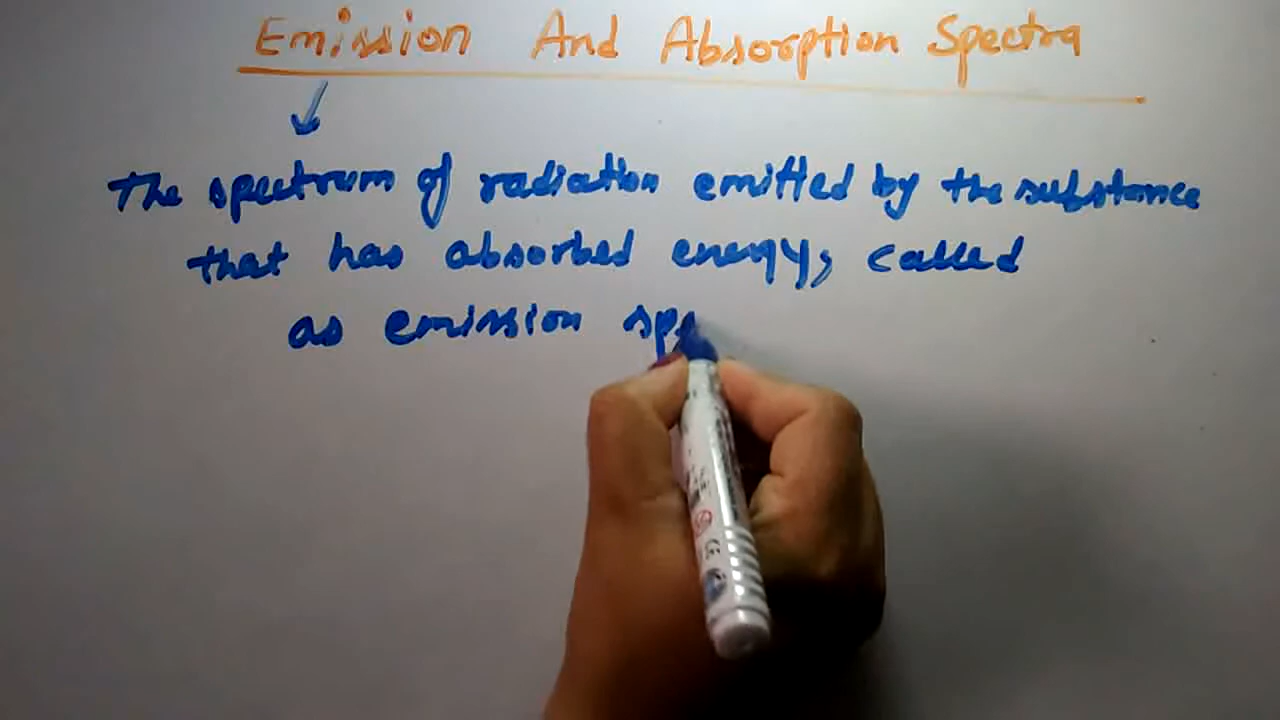 Emission And Absorption Spectra
The spectrum of radiation emitted by the substance
that has absorbed energy, called
as emission spe